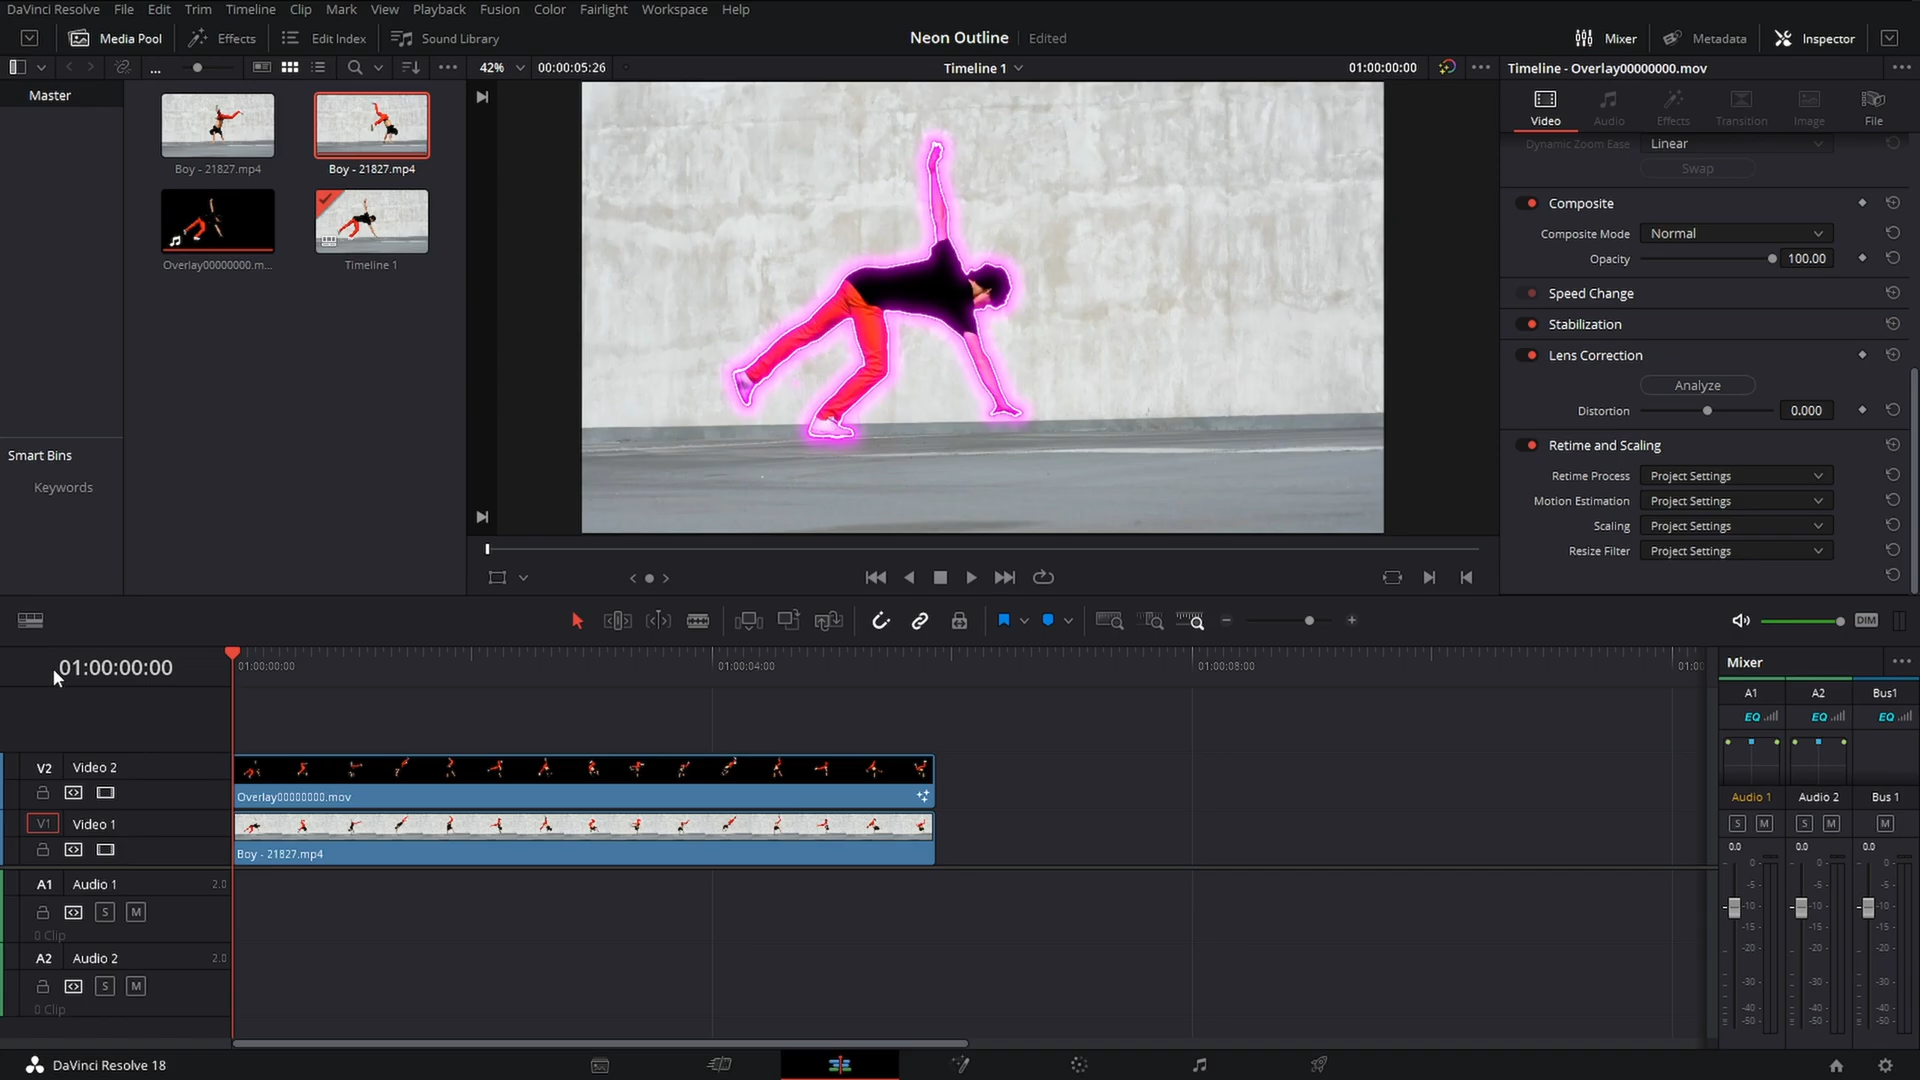 DaVinci Resolve File Edit Trim Timeline Clip Mark View Playback Fusion Color Fairlight Workspace Help
Media Pool Effects Edit Index Sound Library Neon Outline Edited Mixer Metadata Inspector
... 42% 00:00:05:26 Timeline 1 01:00:00:00 Timeline - Overlay00000000.mov
Master
Video Audio Effects Transition Image File
Dynamic Zoom Ease Linear
Swap
Boy - 21827.mp4 Boy - 21827.mp4
Composite
Composite Mode Normal
Opacity 100.00
Overlay00000000.m... Timeline 1
Speed Change
Stabilization
Lens Correction
Analyze
Distortion 0.000
Retime and Scaling
Smart Bins
Keywords
Retime Process Project Settings
Motion Estimation Project Settings
Scaling Project Settings
Resize Filter Project Settings
DIM
01:00:00:00 01:00:00:00 01:00:04:00 01:00:08:00 01:00
Mixer
A1 A2 Bus1
EQ EQ EQ
V2 Video 2
Overlay00000000.mov
V1 Video 1
Boy - 21827.mp4
Audio 1 Audio 2 Bus 1
S M S M M
0.0 0.0 0.0
A1 Audio 1 2.0
S M
0 Clip
A2 Audio 2 2.0
S M
0 Clip
0 0 0
-5 -5 -5
-10 -10 -10
-15 -15 -15
-20 -20 -20
-30 -30 -30
-40 -40 -40
-50 -50 -50
DaVinci Resolve 18